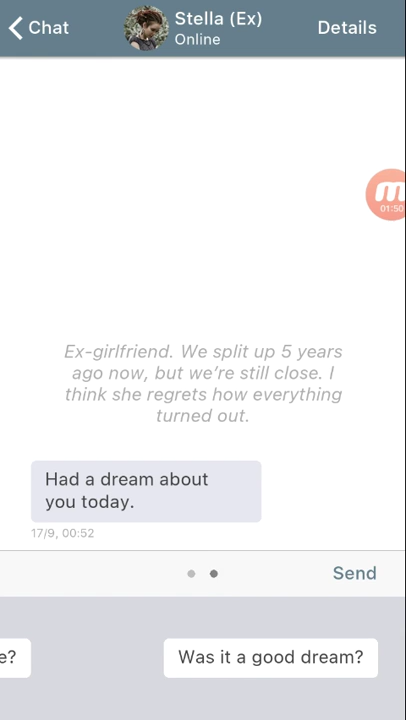 Chat
Stella (Ex)
Online
Details
01:50
Ex-girlfriend. We split up 5 years
ago now, but we're still close. I
think she regrets how everything
turned out.
Had a dream about
you today.
17/9, 00:52
Send
e?
Was it a good dream?